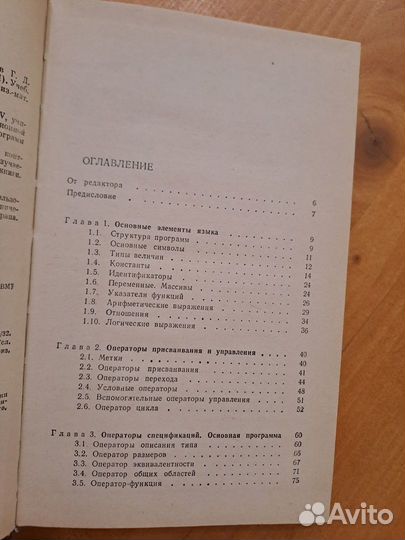 в Г. Д.
). Учеб.
из.-мат.
ОГЛАВЛЕНИЕ
От редактора 6
Предисловие 7
Глава 1. Основные элементы языка 9
1.1. Структура программ 9
1.2. Основные символы 11
1.3. Типы величин 12
1.4. Константы 14
1.5. Идентификаторы 24
1.6. Переменные. Массивы 24
1.7. Указатели функций 26
1.8. Арифметические выражения 29
1.9. Отношения 34
1.10. Логические выражения 36
Глава 2. Операторы присваивания и управления 40
2.1. Метки 40
2.2. Операторы присваивания 41
2.3. Операторы перехода 44
2.4. Условные операторы 48
2.5. Вспомогательные операторы управления 51
2.6. Оператор цикла 52
Глава 3. Операторы спецификаций. Основная программа 60
3.1. Операторы описания типа 60
3.2. Оператор размеров 65
3.3. Оператор эквивалентности 67
3.4. Оператор общих областей 71
3.5. Оператор-функция 75
Avito